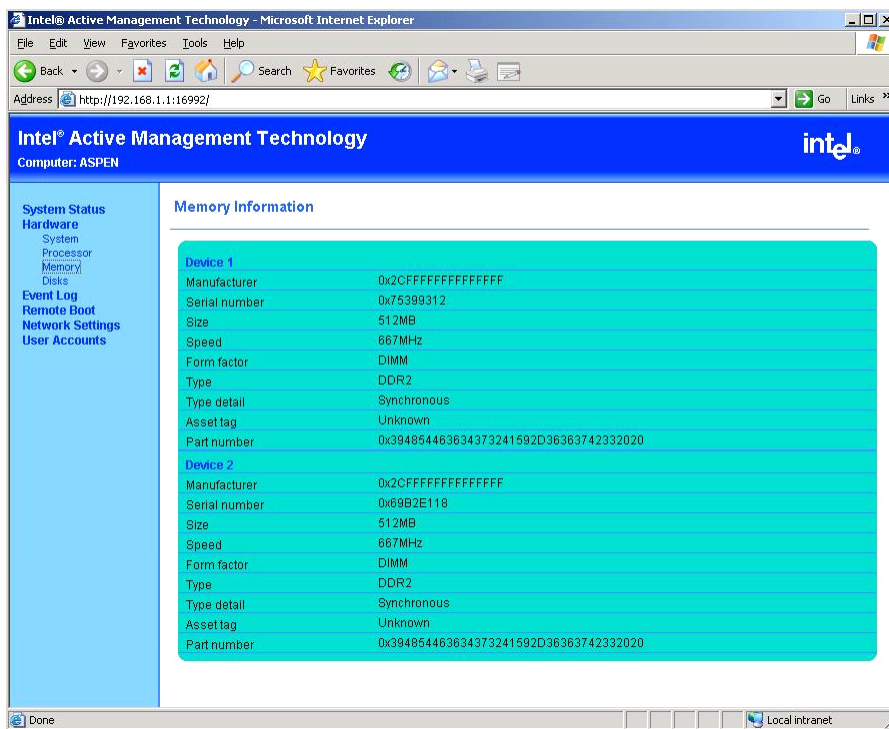 Intel® Active Management Technology - Microsoft Internet Explorer
File Edit View Favorites Tools Help
Back Search Favorites
Address http://192.168.1.1:16992/ Go Links »
Intel® Active Management Technology
Computer: ASPEN
intel®
System Status
Hardware
System
Processor
Memory
Disks
Event Log
Remote Boot
Network Settings
User Accounts
Memory Information
Device 1
Manufacturer 0x2CFFFFFFFFFFFFFF
Serial number 0x75399312
Size 512MB
Speed 667MHz
Form factor DIMM
Type DDR2
Type detail Synchronous
Asset tag Unknown
Part number 0x394854463634373241592D36363742332020
Device 2
Manufacturer 0x2CFFFFFFFFFFFFFF
Serial number 0x69B2E118
Size 512MB
Speed 667MHz
Form factor DIMM
Type DDR2
Type detail Synchronous
Asset tag Unknown
Part number 0x394854463634373241592D36363742332020
Done Local intranet